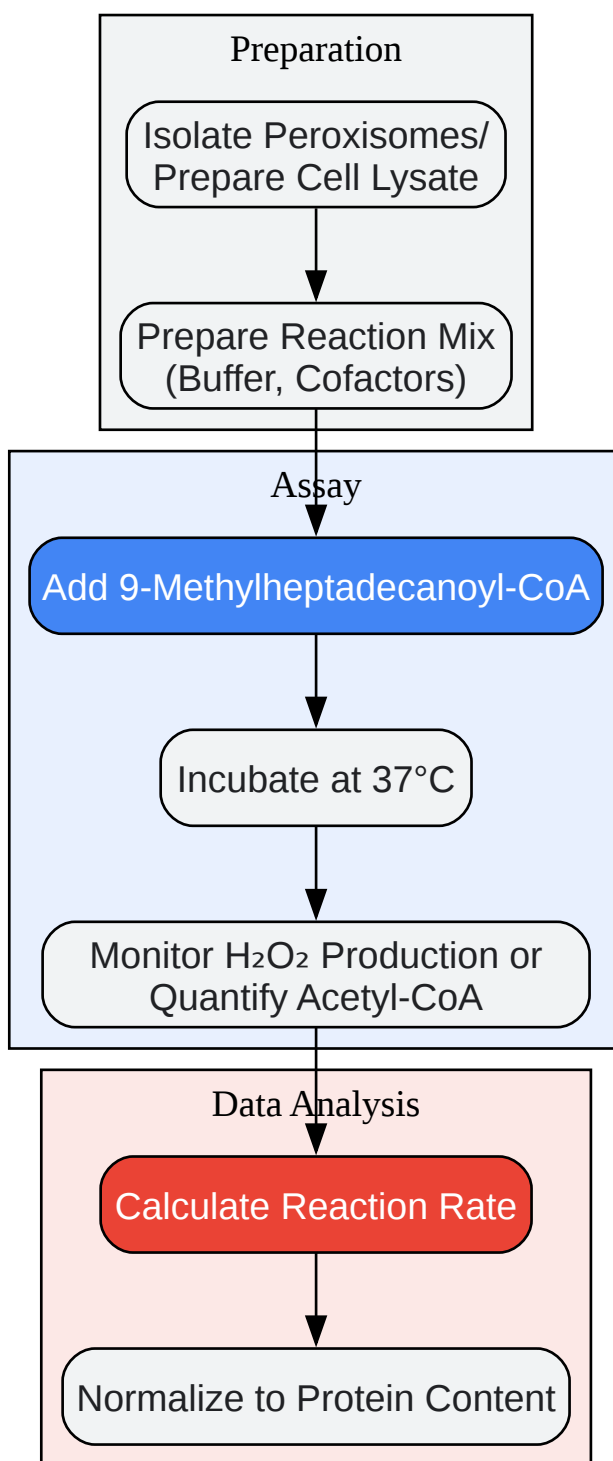 Preparation
Isolate Peroxisomes/
Prepare Cell Lysate
Prepare Reaction Mix
(Buffer, Cofactors)
Assay
Add 9-Methylheptadecanoyl-CoA
Incubate at 37°C
Monitor H₂O₂ Production or
Quantify Acetyl-CoA
Data Analysis
Calculate Reaction Rate
Normalize to Protein Content